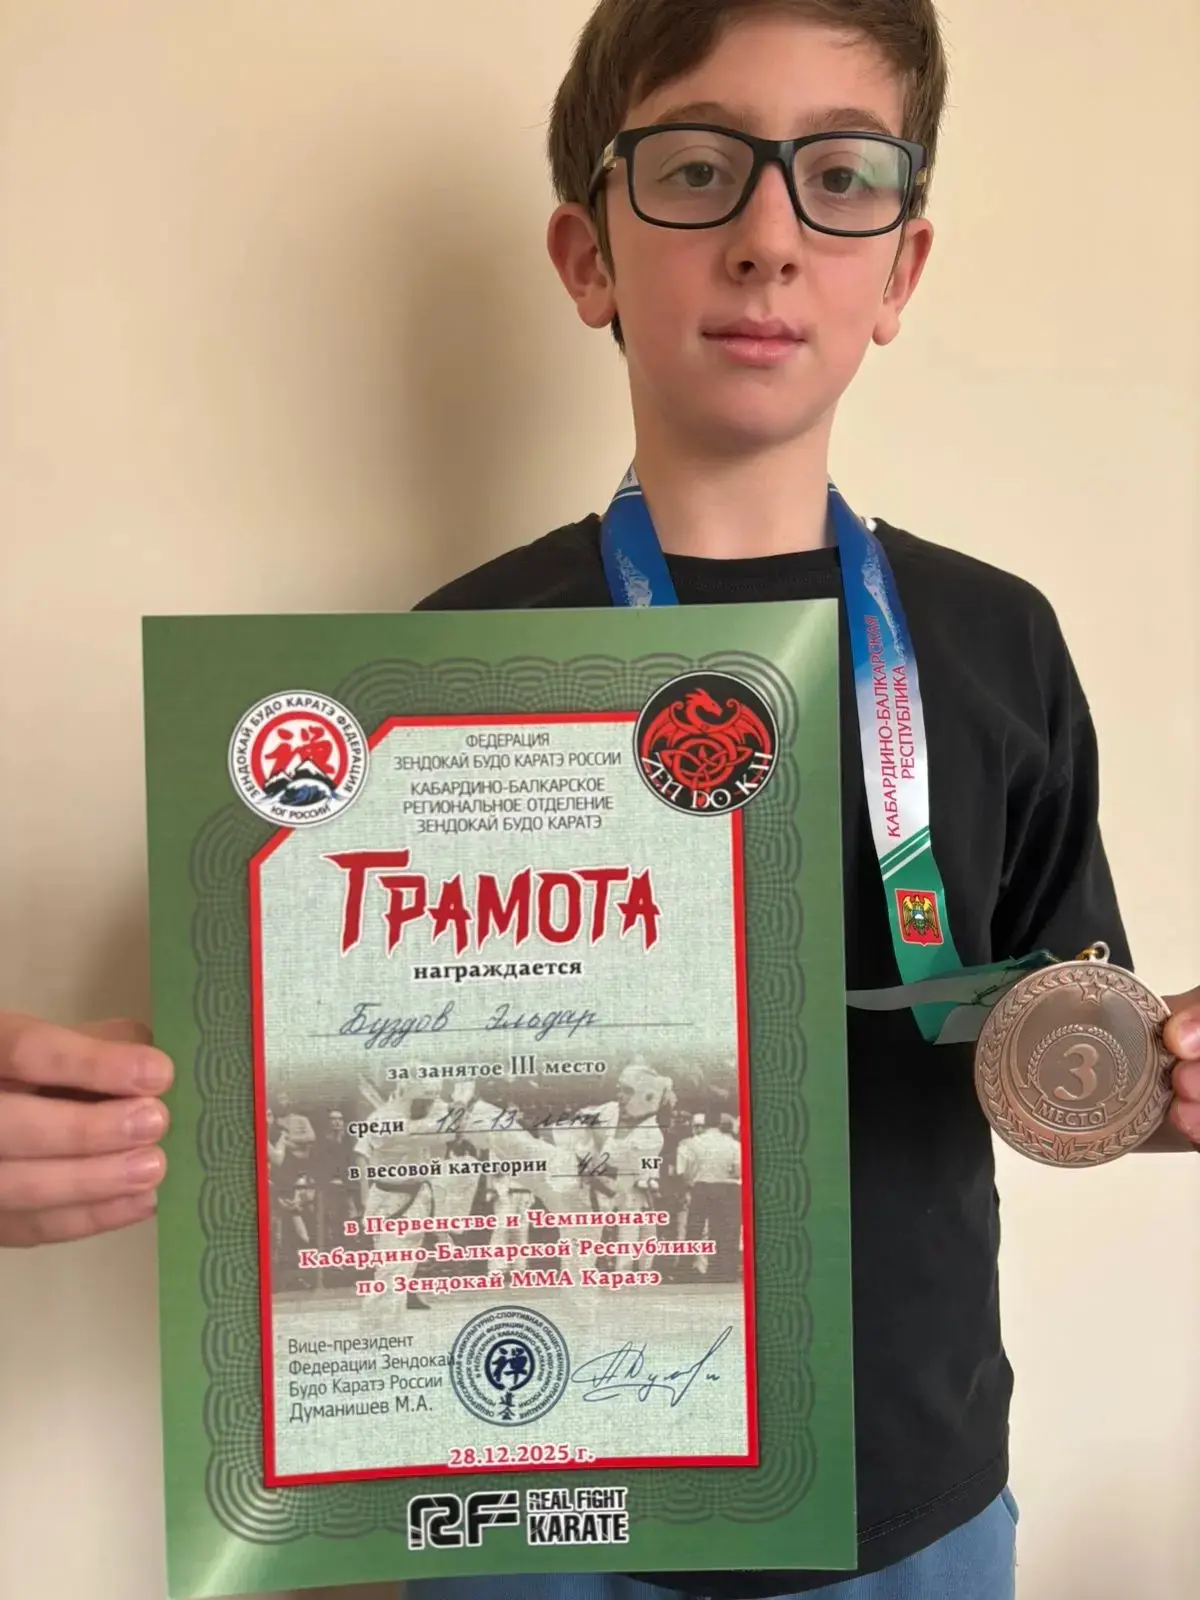 ЗЕНДОКАЙ БУДО КАРАТЭ ФЕДЕРАЦИЯ
ЮГ РОССИИ
ФЕДЕРАЦИЯ
ЗЕНДОКАЙ БУДО КАРАТЭ РОССИИ
КАБАРДИНО-БАЛКАРСКОЕ
РЕГИОНАЛЬНОЕ ОТДЕЛЕНИЕ
ЗЕНДОКАЙ БУДО КАРАТЭ
ZEN DO KAI
ГРАМОТА
награждается
Буздов Эльдар
за занятое III место
среди 12-13 лет
в весовой категории 42 кг
в Первенстве и Чемпионате
Кабардино-Балкарской Республики
по Зендокай ММА Каратэ
Вице-президент
Федерации Зендокай
Будо Каратэ России
Думанишев М.А.
28.12.2025 г.
RF REAL FIGHT
KARATE
КАБАРДИНО-БАЛКАРСКАЯ
РЕСПУБЛИКА
3
МЕСТО